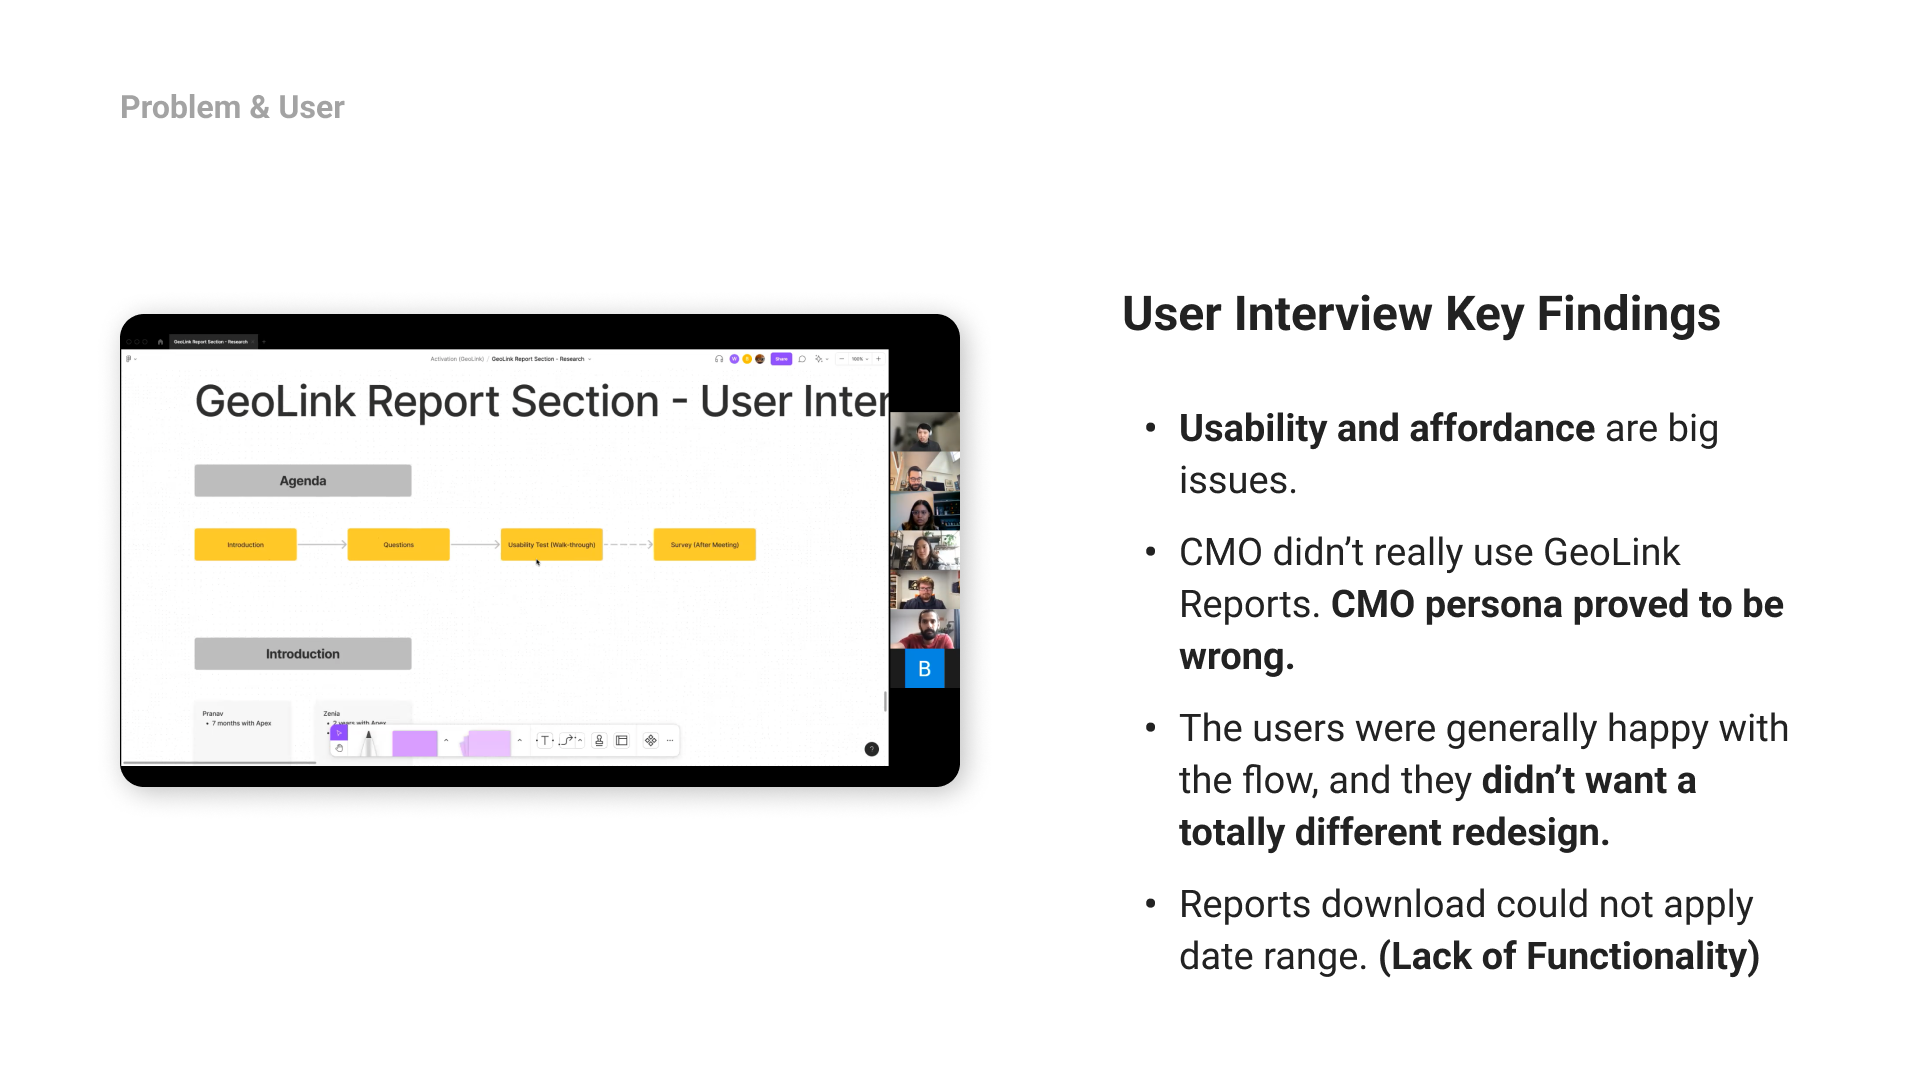 Problem & User
GeoLink Report Section - Research
Activation (GeoLink) / GeoLink Report Section - Research
Share
100%
GeoLink Report Section - User Inter
Agenda
Introduction
Questions
Usability Test (Walk-through)
Survey (After Meeting)
Introduction
Pranav
• 7 months with Apex
Zenia
• 2 years with Apex
T
?
B
User Interview Key Findings
• Usability and affordance are big
issues.
• CMO didn’t really use GeoLink
Reports. CMO persona proved to be
wrong.
• The users were generally happy with
the flow, and they didn’t want a
totally different redesign.
• Reports download could not apply
date range. (Lack of Functionality)